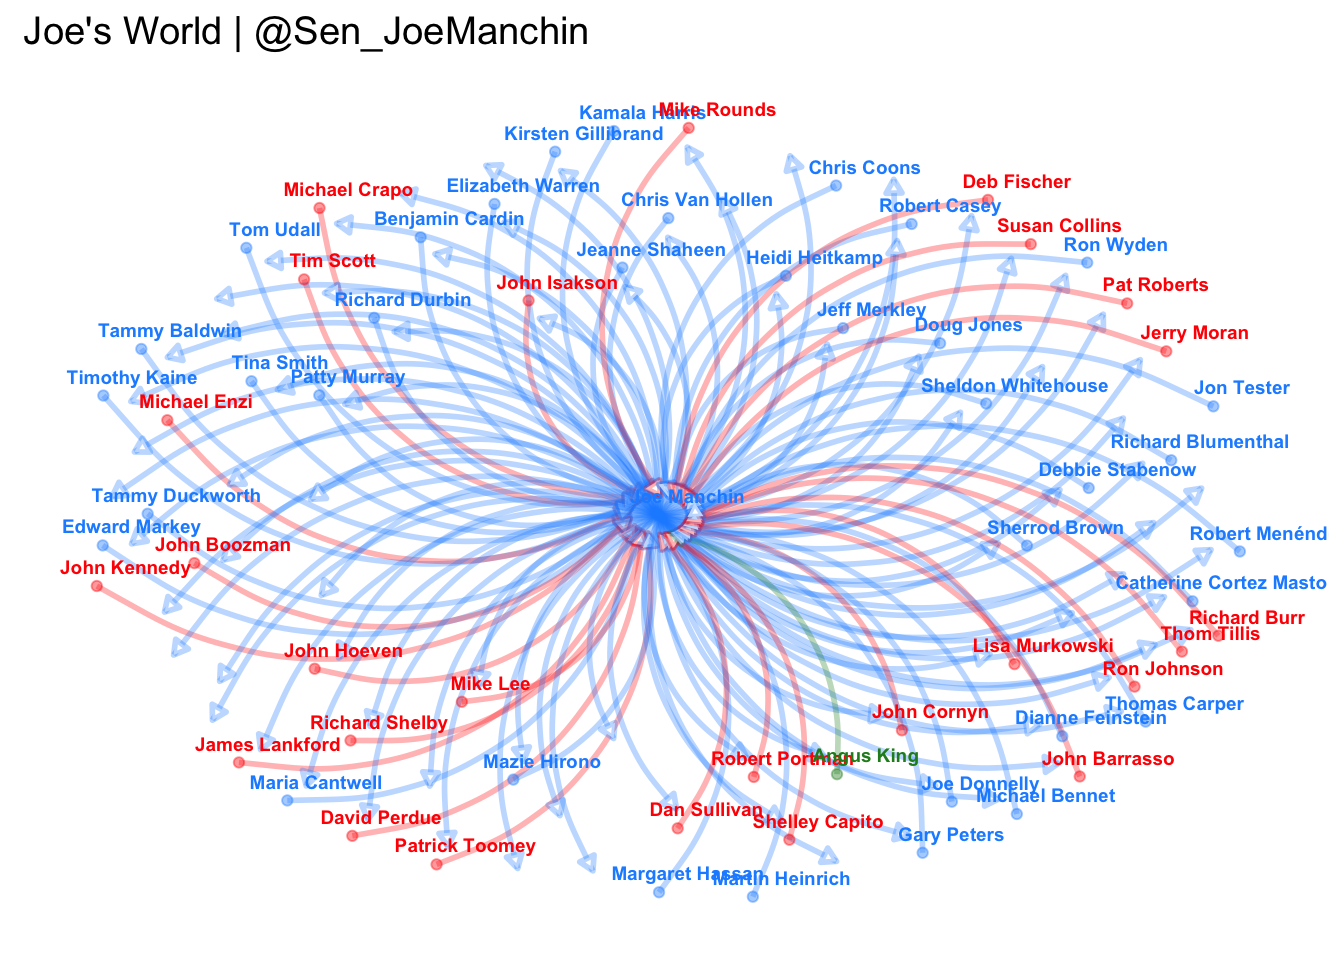 Joe's World | @Sen_JoeManchin
Kamala Harris
Mike Rounds
Kirsten Gillibrand
Chris Coons
Michael Crapo
Elizabeth Warren
Deb Fischer
Chris Van Hollen
Robert Casey
Benjamin Cardin
Tom Udall
Susan Collins
Ron Wyden
Jeanne Shaheen
Heidi Heitkamp
Tim Scott
John Isakson
Pat Roberts
Richard Durbin
Jeff Merkley
Doug Jones
Tammy Baldwin
Jerry Moran
Tina Smith
Timothy Kaine
Patty Murray
Sheldon Whitehouse
Jon Tester
Michael Enzi
Richard Blumenthal
Debbie Stabenow
Tammy Duckworth
Joe Manchin
Edward Markey
Sherrod Brown
Robert Menénd
John Boozman
John Kennedy
Catherine Cortez Masto
Richard Burr
Thom Tillis
John Hoeven
Lisa Murkowski
Ron Johnson
Mike Lee
Thomas Carper
John Cornyn
Dianne Feinstein
Richard Shelby
James Lankford
Robert Portman
Angus King
John Barrasso
Mazie Hirono
Maria Cantwell
Joe Donnelly
Michael Bennet
Dan Sullivan
David Perdue
Shelley Capito
Gary Peters
Patrick Toomey
Margaret Hassan
Martin Heinrich